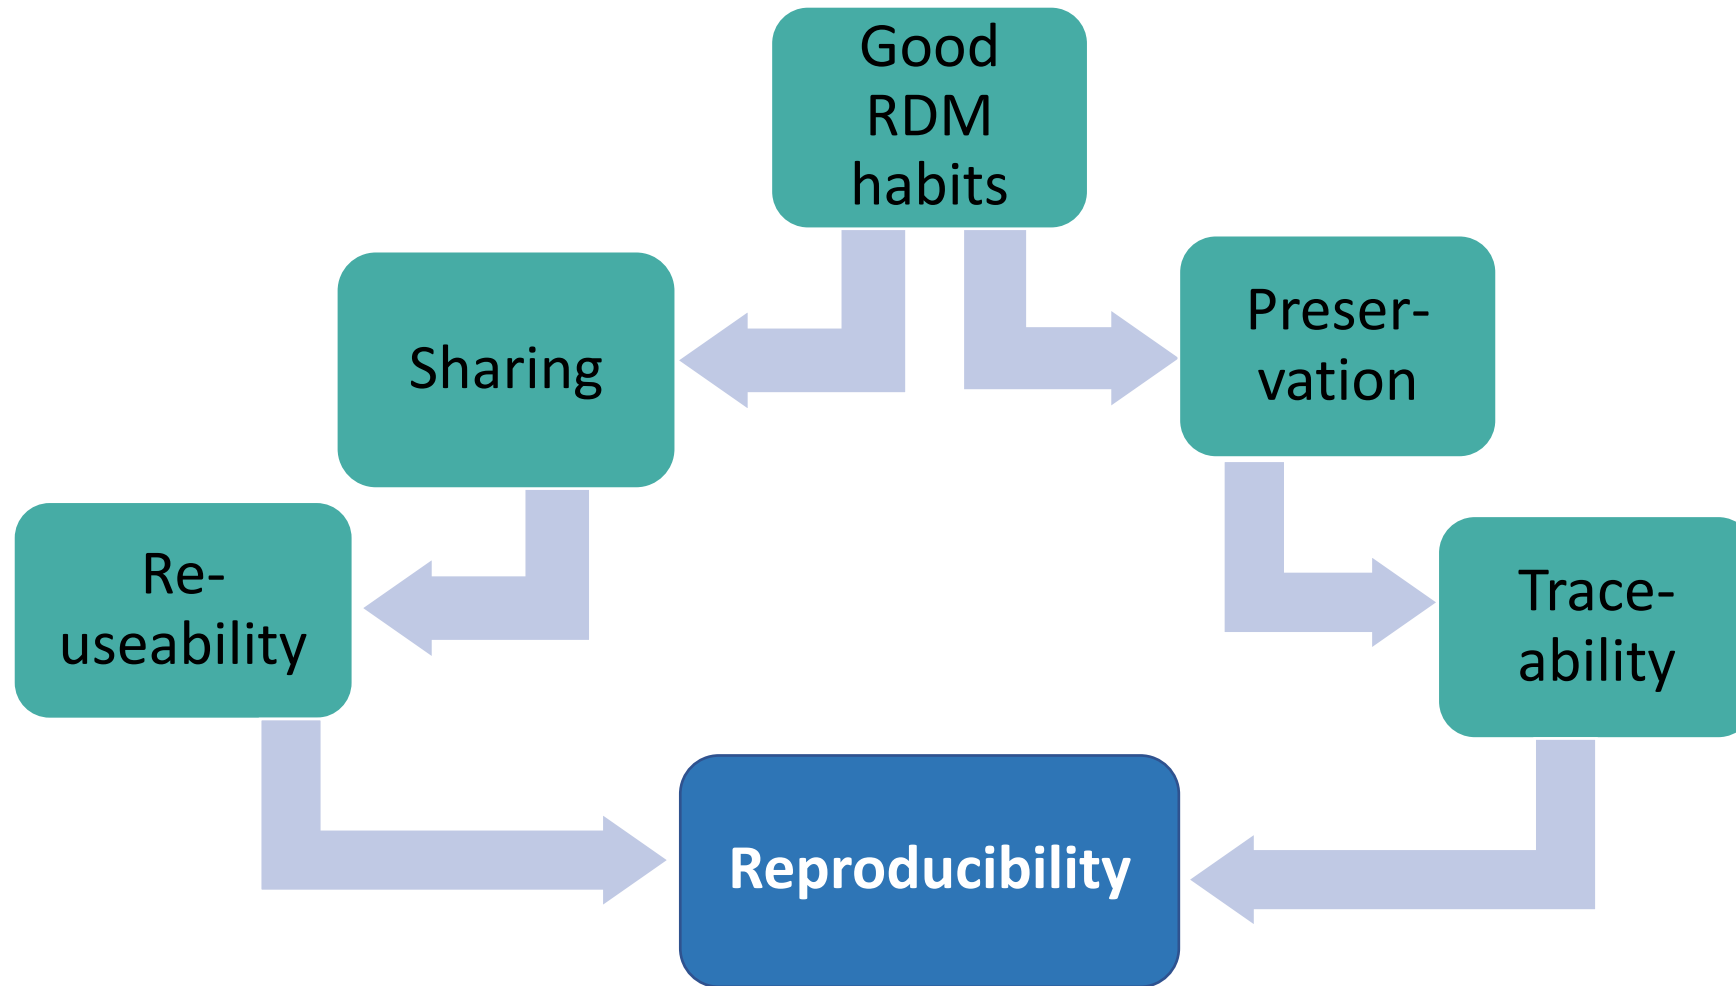 Good
RDM
habits
Sharing
Preser-
vation
Re-
useability
Trace-
ability
Reproducibility